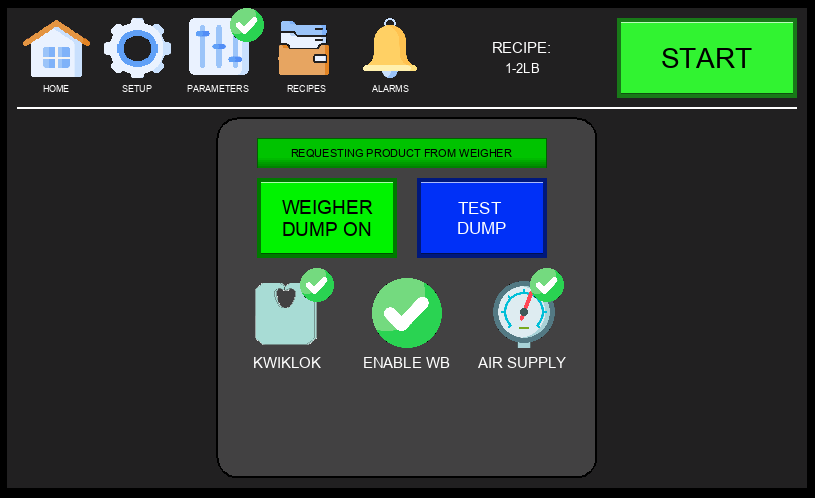 HOME
SETUP
PARAMETERS
RECIPES
ALARMS
RECIPE:
1-2LB
START
REQUESTING PRODUCT FROM WEIGHER
WEIGHER
DUMP ON
TEST
DUMP
KWIKLOK
ENABLE WB
AIR SUPPLY